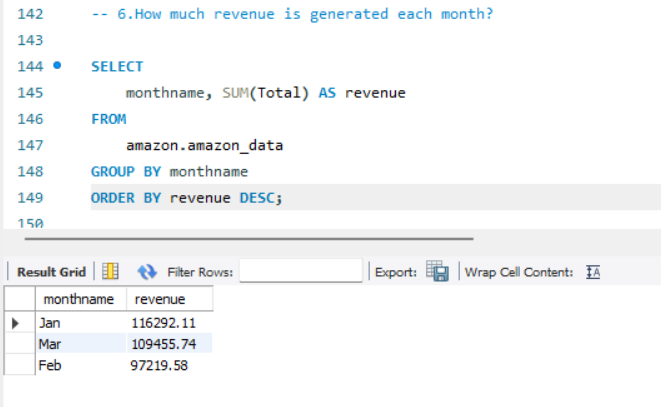 142 -- 6.How much revenue is generated each month?
143
144 SELECT
145 monthname, SUM(Total) AS revenue
146 FROM
147 amazon.amazon_data
148 GROUP BY monthname
149 ORDER BY revenue DESC;
150
Result Grid Filter Rows: Export: Wrap Cell Content: IA
monthname revenue
Jan 116292.11
Mar 109455.74
Feb 97219.58